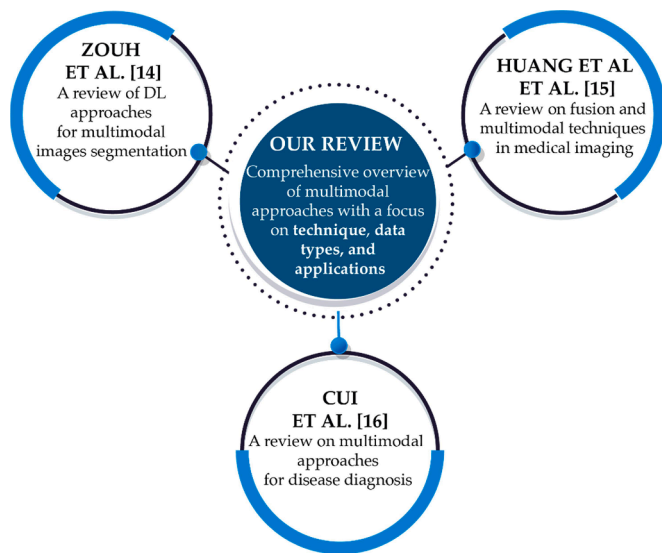 ZOUH
ET AL. [14]
A review of DL
approaches
for multimodal
images segmentation
HUANG ET AL
ET AL. [15]
A review on fusion and
multimodal techniques
in medical imaging
OUR REVIEW
Comprehensive overview
of multimodal
approaches with a focus
on technique, data
types, and
applications
CUI
ET AL. [16]
A review on multimodal
approaches
for disease diagnosis